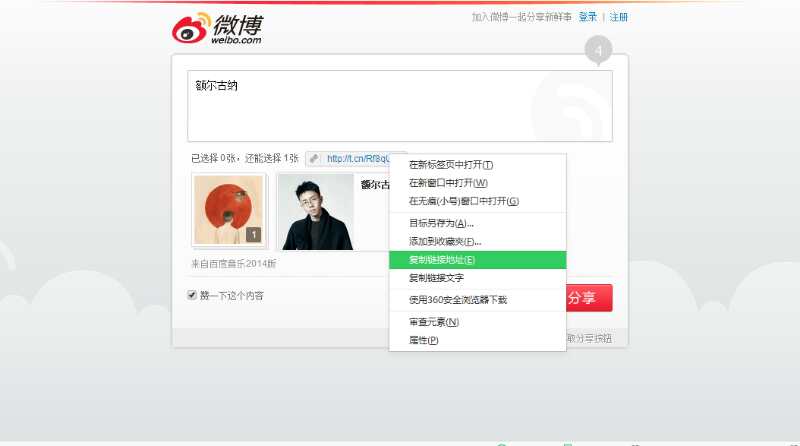 加入微博一起分享新鲜事 登录 | 注册
微博
weibo.com
4
额尔古纳
已选择 0张，还能选择 1张
http://t.cn/Rf8q
1
额尔古
来自百度音乐2014版
赞一下这个内容
在新标签页中打开(T)
在新窗口中打开(W)
在无痕(小号)窗口中打开(G)
目标另存为(A)...
添加到收藏夹(F)...
复制链接地址(E)
复制链接文字
使用360安全浏览器下载
审查元素(N)
属性(P)
分享
取分享按钮